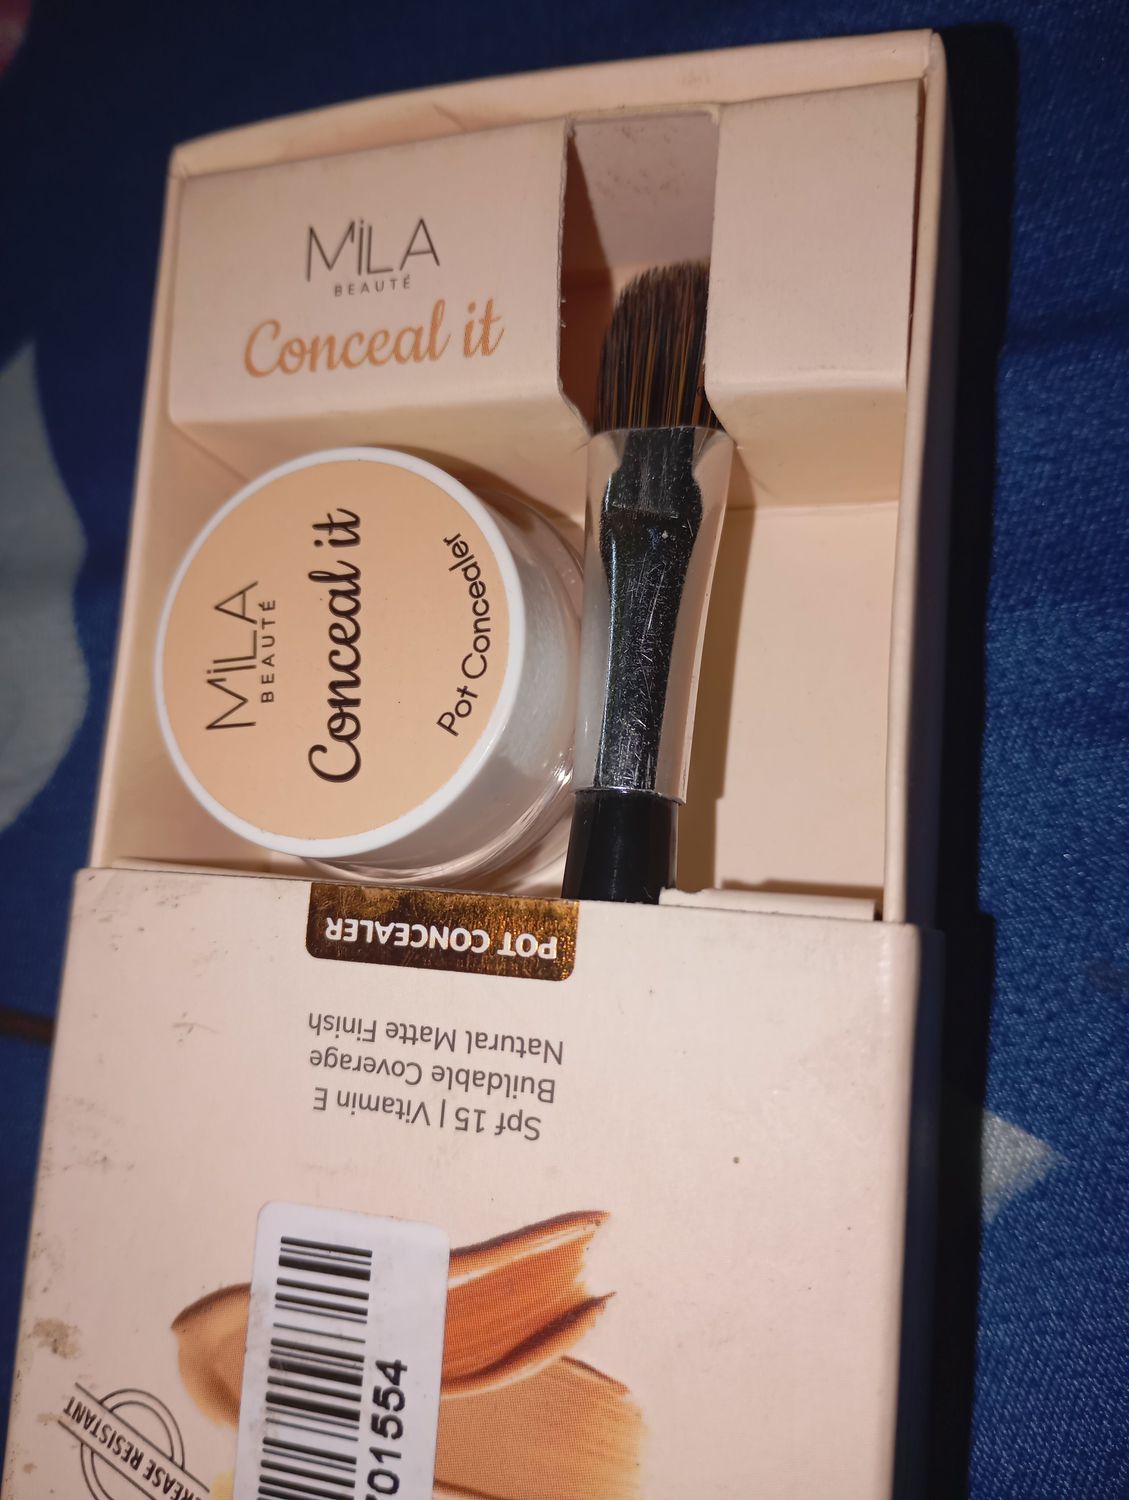 MiLA
BEAUTÉ
Conceal it
MiLA
BEAUTÉ
Conceal it
Pot Concealer
POT CONCEALER
Natural Matte Finish
Buildable Coverage
Spf 15 | Vitamin E
01554
CREASE RESISTANT